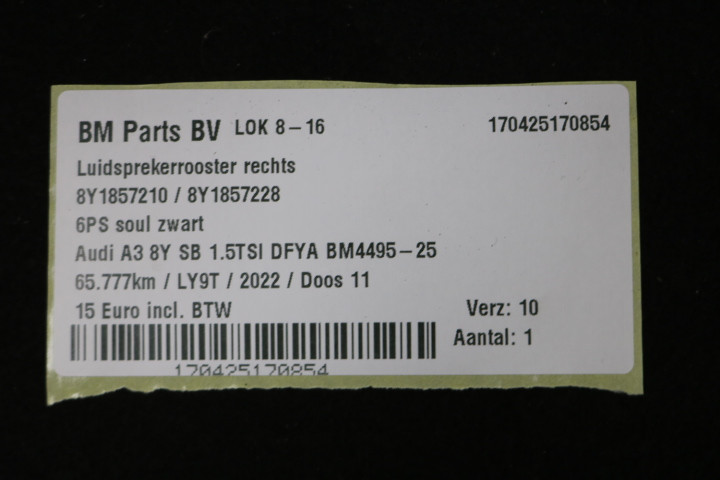 BM Parts BV LOK 8-16 170425170854
Luidsprekerrooster rechts
8Y1857210 / 8Y1857228
6PS soul zwart
Audi A3 8Y SB 1.5TSI DFYA BM4495-25
65.777km / LY9T / 2022 / Doos 11
15 Euro incl. BTW Verz: 10
Aantal: 1
170425170854